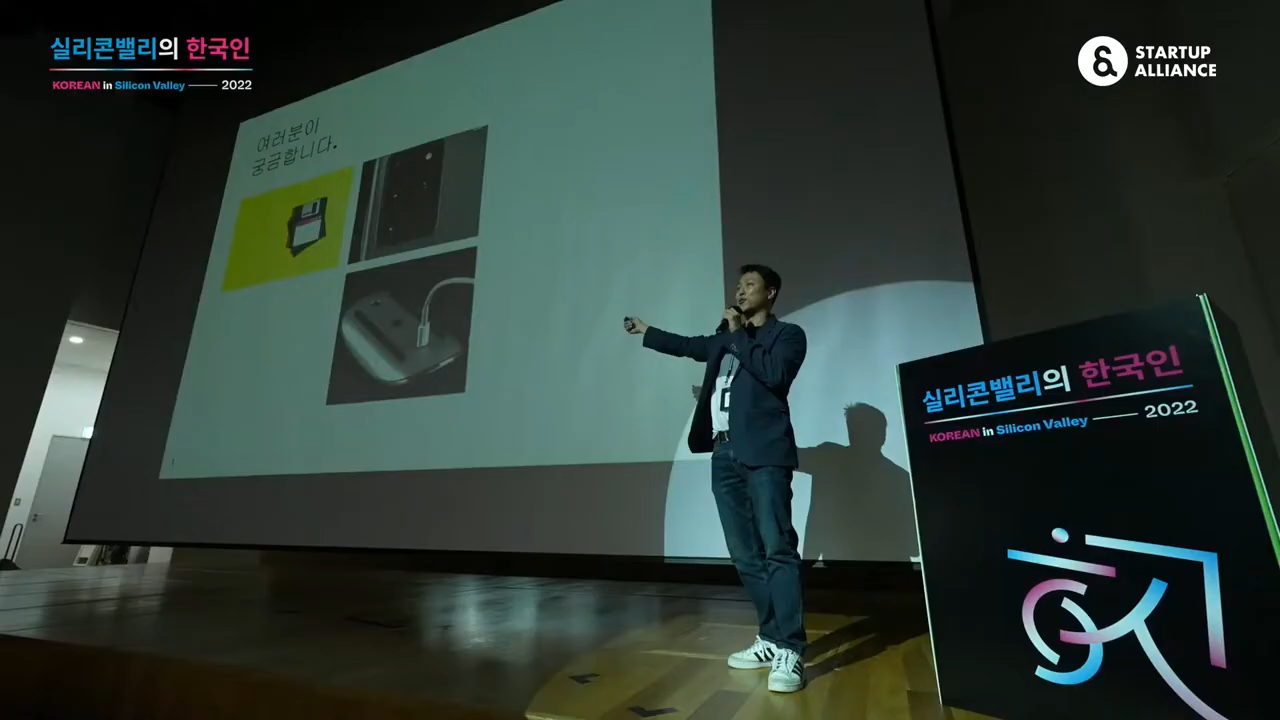 실리콘밸리의 한국인
KOREAN in Silicon Valley —— 2022
STARTUP
ALLIANCE
여러분이
궁금합니다.
실리콘밸리의 한국인
KOREAN in Silicon Valley —— 2022